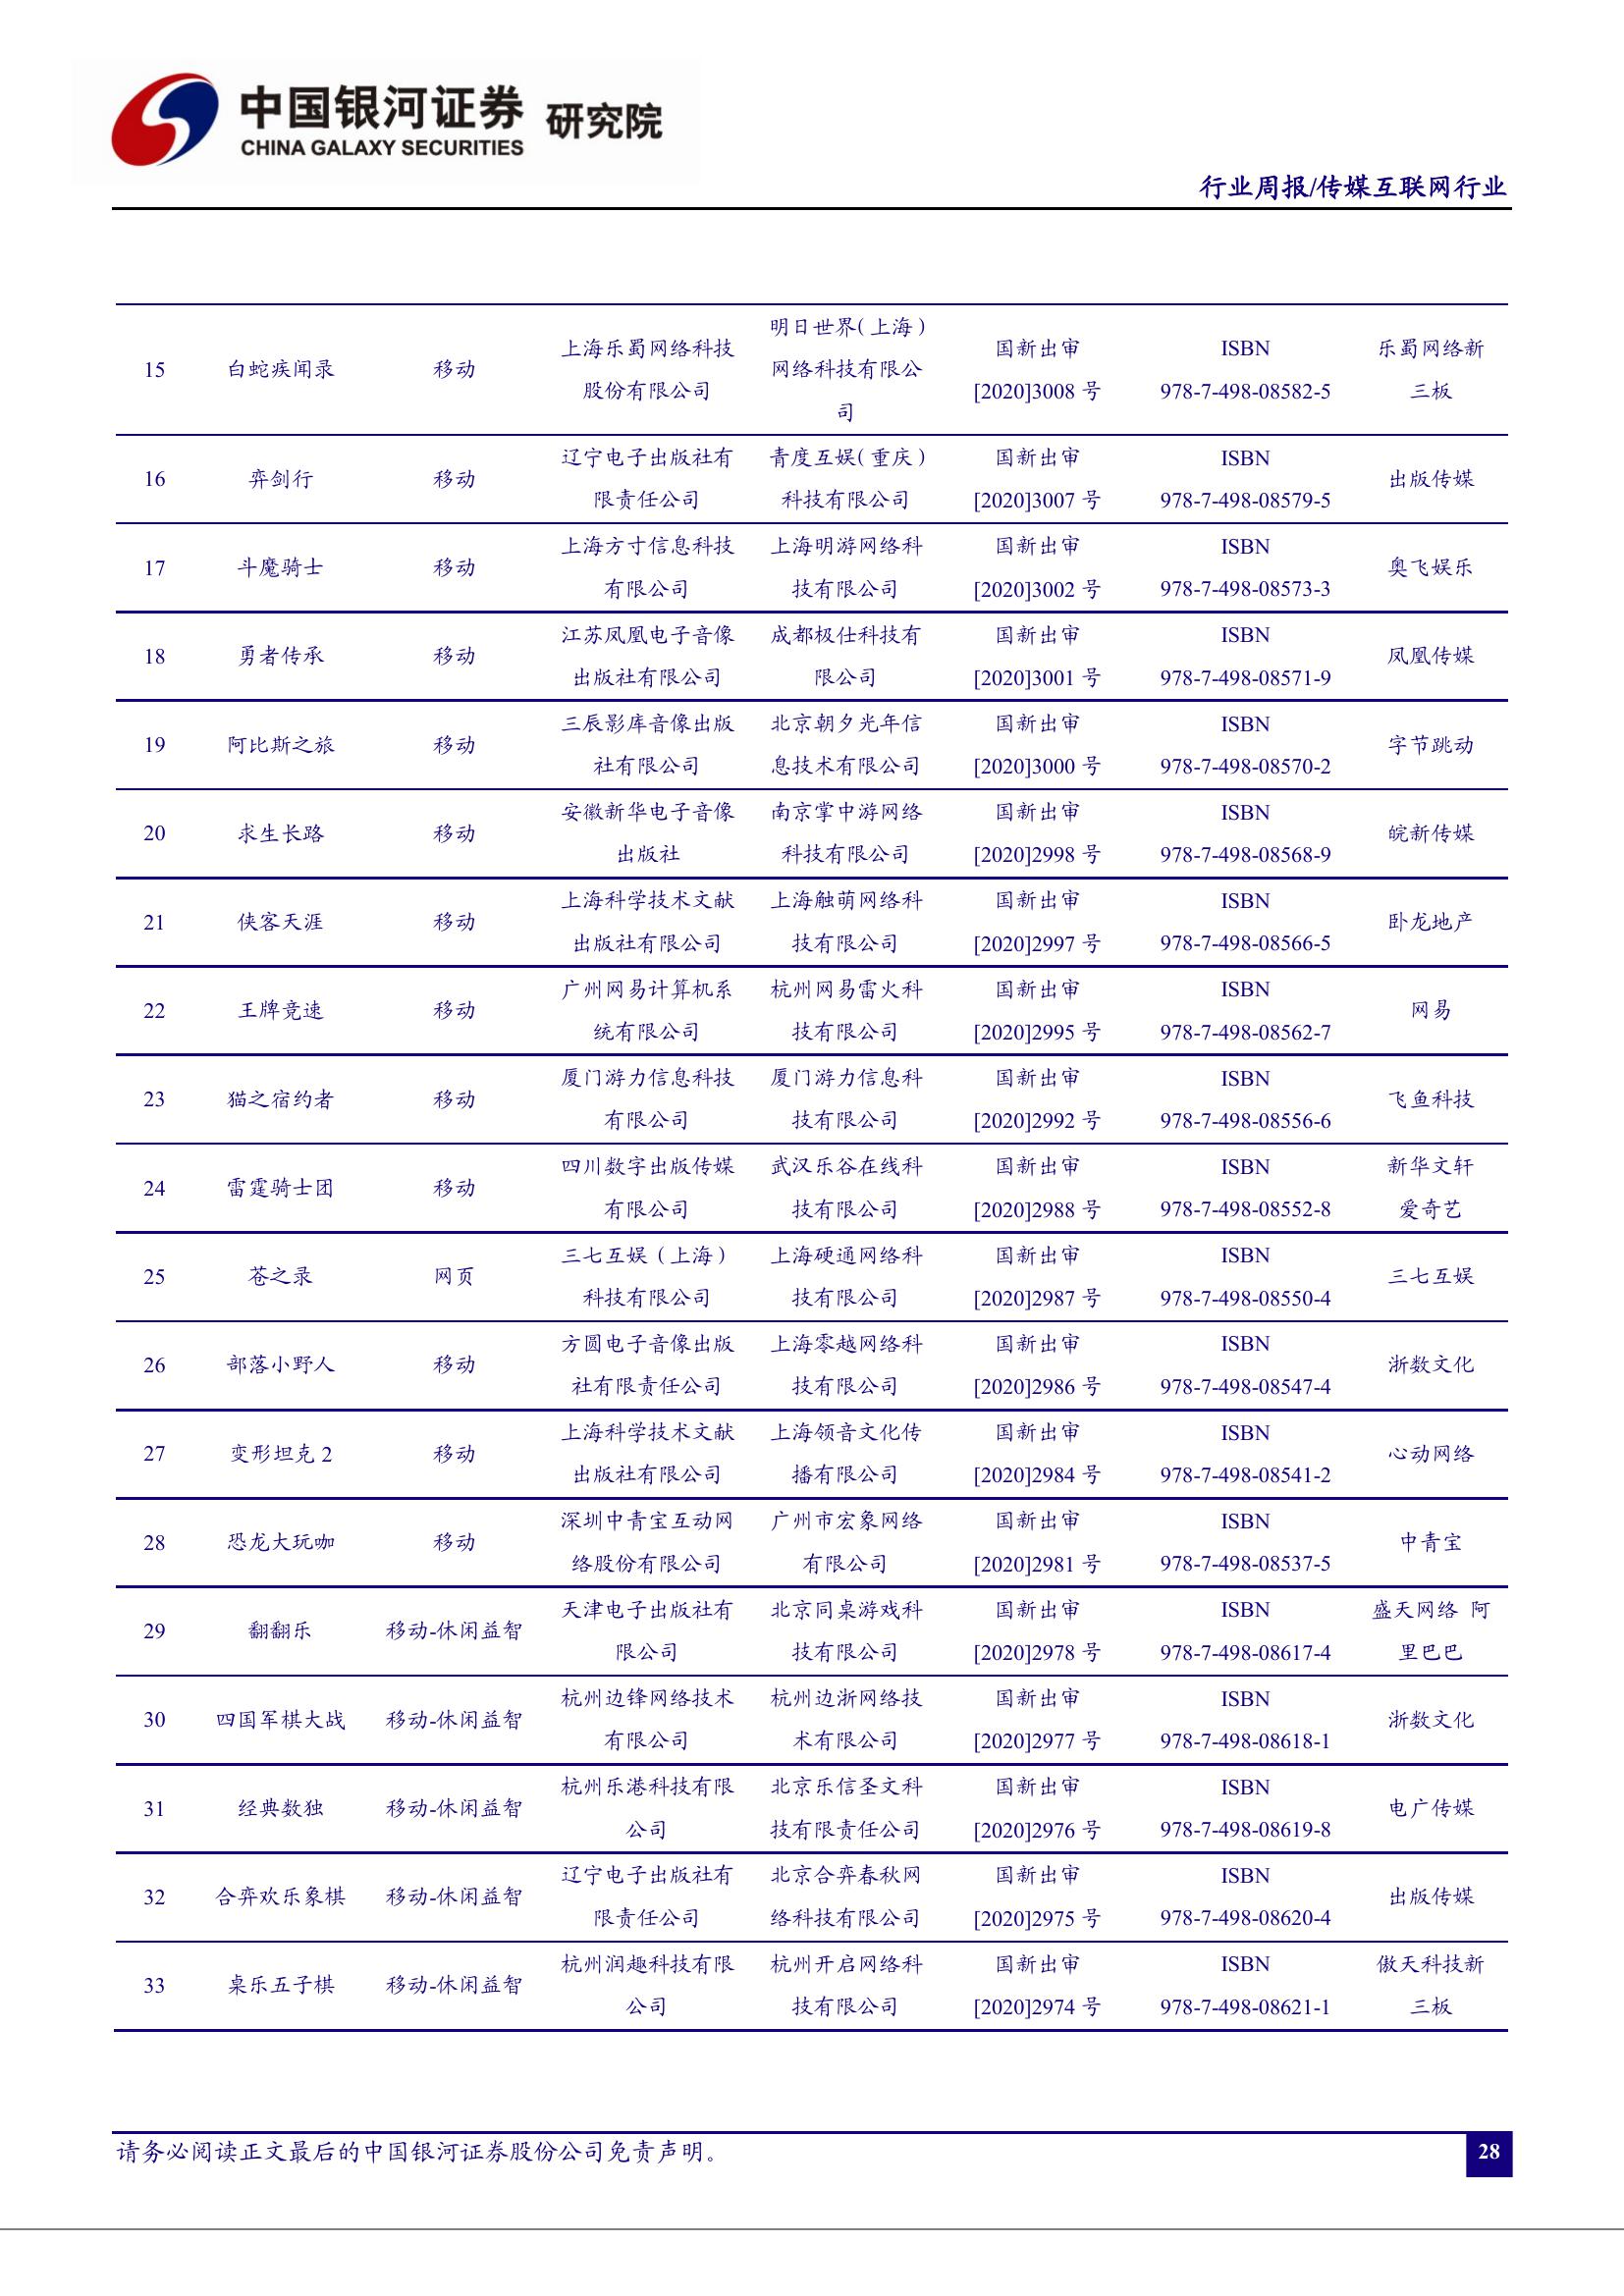 中国银河证券 研究院
CHINA GALAXY SECURITIES
行业周报/传媒互联网行业
15 白蛇疾闻录 移动 上海乐蜀网络科技股份有限公司 明日世界(上海)网络科技有限公司 国新出审[2020]3008 号 ISBN 978-7-498-08582-5 乐蜀网络新三板
16 弈剑行 移动 辽宁电子出版社有限责任公司 青度互娱(重庆)科技有限公司 国新出审[2020]3007 号 ISBN 978-7-498-08579-5 出版传媒
17 斗魔骑士 移动 上海方寸信息科技有限公司 上海明游网络科技有限公司 国新出审[2020]3002 号 ISBN 978-7-498-08573-3 奥飞娱乐
18 勇者传承 移动 江苏凤凰电子音像出版社有限公司 成都极仕科技有限公司 国新出审[2020]3001 号 ISBN 978-7-498-08571-9 凤凰传媒
19 阿比斯之旅 移动 三辰影库音像出版社有限公司 北京朝夕光年信息技术有限公司 国新出审[2020]3000 号 ISBN 978-7-498-08570-2 字节跳动
20 求生长路 移动 安徽新华电子音像出版社 南京掌中游网络科技有限公司 国新出审[2020]2998 号 ISBN 978-7-498-08568-9 皖新传媒
21 侠客天涯 移动 上海科学技术文献出版社有限公司 上海触萌网络科技有限公司 国新出审[2020]2997 号 ISBN 978-7-498-08566-5 卧龙地产
22 王牌竞速 移动 广州网易计算机系统有限公司 杭州网易雷火科技有限公司 国新出审[2020]2995 号 ISBN 978-7-498-08562-7 网易
23 猫之宿约者 移动 厦门游力信息科技有限公司 厦门游力信息科技有限公司 国新出审[2020]2992 号 ISBN 978-7-498-08556-6 飞鱼科技
24 雷霆骑士团 移动 四川数字出版传媒有限公司 武汉乐谷在线科技有限公司 国新出审[2020]2988 号 ISBN 978-7-498-08552-8 新华文轩 爱奇艺
25 苍之录 网页 三七互娱（上海）科技有限公司 上海硬通网络科技有限公司 国新出审[2020]2987 号 ISBN 978-7-498-08550-4 三七互娱
26 部落小野人 移动 方圆电子音像出版社有限责任公司 上海零越网络科技有限公司 国新出审[2020]2986 号 ISBN 978-7-498-08547-4 浙数文化
27 变形坦克 2 移动 上海科学技术文献出版社有限公司 上海领音文化传播有限公司 国新出审[2020]2984 号 ISBN 978-7-498-08541-2 心动网络
28 恐龙大玩咖 移动 深圳中青宝互动网络股份有限公司 广州市宏象网络有限公司 国新出审[2020]2981 号 ISBN 978-7-498-08537-5 中青宝
29 翻翻乐 移动-休闲益智 天津电子出版社有限公司 北京同桌游戏科技有限公司 国新出审[2020]2978 号 ISBN 978-7-498-08617-4 盛天网络 阿里巴巴
30 四国军棋大战 移动-休闲益智 杭州边锋网络技术有限公司 杭州边浙网络技术有限公司 国新出审[2020]2977 号 ISBN 978-7-498-08618-1 浙数文化
31 经典数独 移动-休闲益智 杭州乐港科技有限公司 北京乐信圣文科技有限责任公司 国新出审[2020]2976 号 ISBN 978-7-498-08619-8 电广传媒
32 合弈欢乐象棋 移动-休闲益智 辽宁电子出版社有限责任公司 北京合弈春秋网络科技有限公司 国新出审[2020]2975 号 ISBN 978-7-498-08620-4 出版传媒
33 桌乐五子棋 移动-休闲益智 杭州润趣科技有限公司 杭州开启网络科技有限公司 国新出审[2020]2974 号 ISBN 978-7-498-08621-1 傲天科技新三板
请务必阅读正文最后的中国银河证券股份公司免责声明。
28